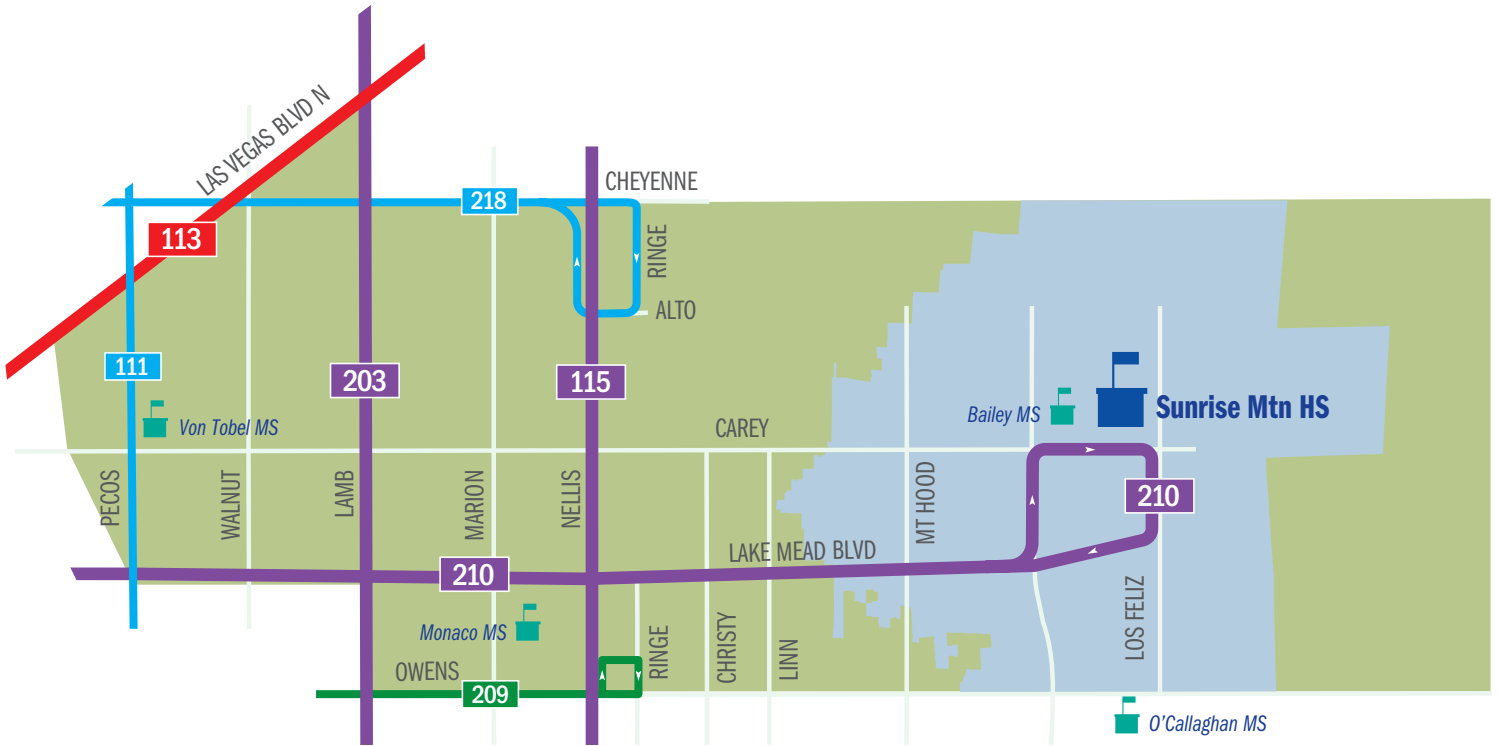 LAS VEGAS BLVD N
CHEYENNE
218
113
RINGE
ALTO
111
203
115
Von Tobel MS
Bailey MS
Sunrise Mtn HS
CAREY
PECOS
WALNUT
LAMB
MARION
NELLIS
MT HOOD
210
LAKE MEAD BLVD
210
Monaco MS
OWENS
209
RINGE
CHRISTY
LINN
LOS FELIZ
O'Callaghan MS